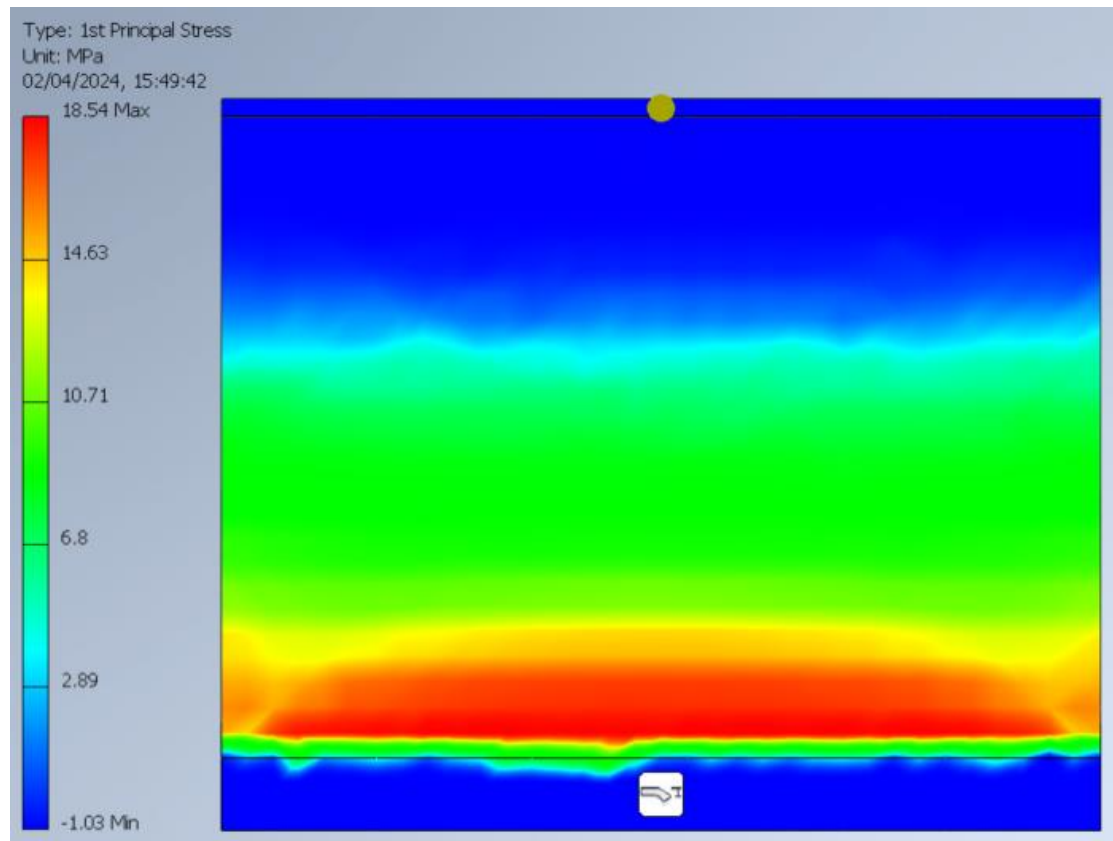 Type: 1st Principal Stress
Unit: MPa
02/04/2024, 15:49:42
18.54 Max
14.63
10.71
6.8
2.89
-1.03 Min